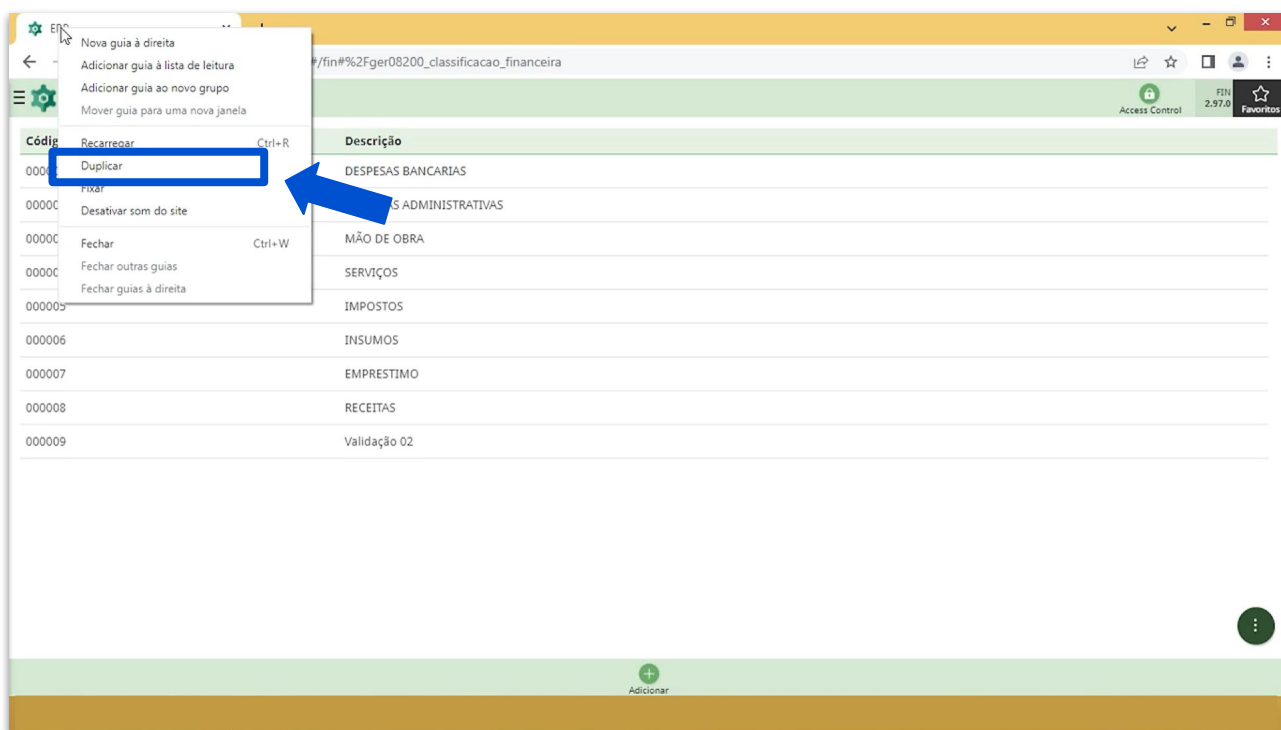 ERP
Nova guia à direita
Adicionar guia à lista de leitura
Adicionar guia ao novo grupo
Mover guia para uma nova janela
Recarregar Ctrl+R
Duplicar
Fixar
Desativar som do site
Fechar Ctrl+W
Fechar outras guias
Fechar guias à direita
#/fin#%2Fger08200_classificacao_financeira
Access Control
FIN
2.97.0
Favoritos
Descrição
DESPESAS BANCARIAS
ADMINISTRATIVAS
MÃO DE OBRA
SERVIÇOS
000005 IMPOSTOS
000006 INSUMOS
000007 EMPRESTIMO
000008 RECEITAS
000009 Validação 02
Adicionar